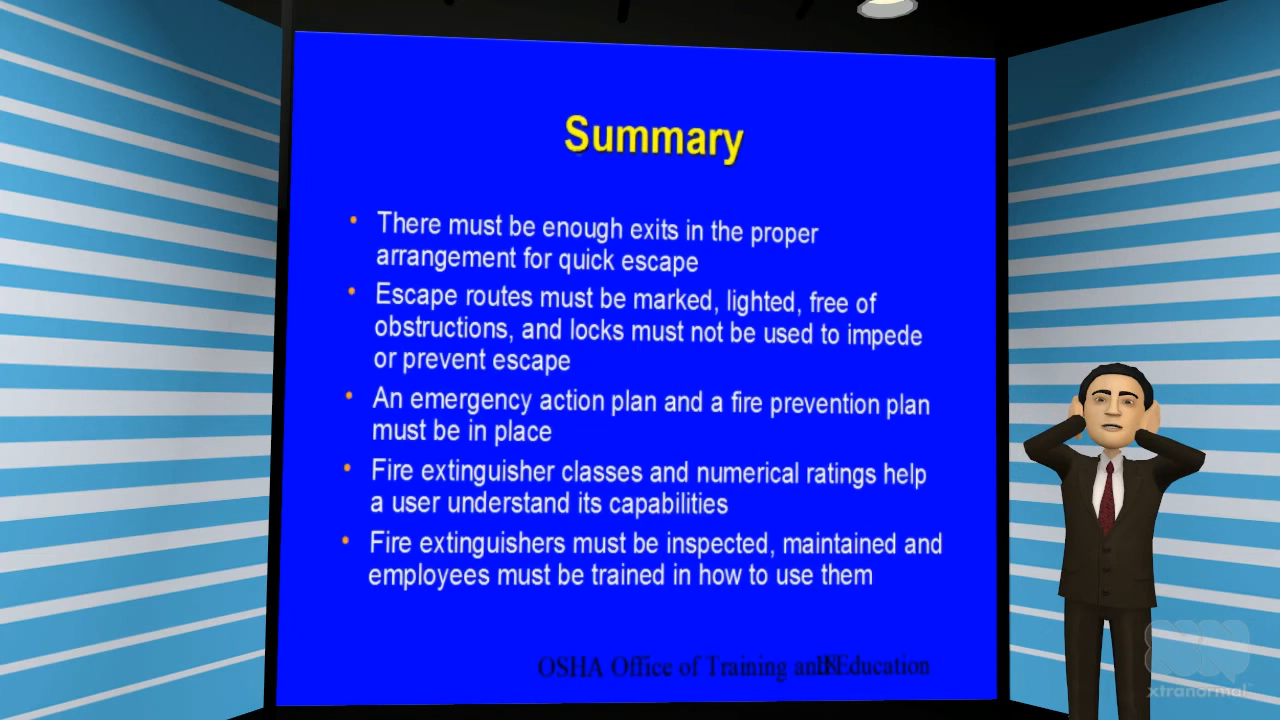 Summary
• There must be enough exits in the proper
arrangement for quick escape
• Escape routes must be marked, lighted, free of
obstructions, and locks must not be used to impede
or prevent escape
• An emergency action plan and a fire prevention plan
must be in place
• Fire extinguisher classes and numerical ratings help
a user understand its capabilities
• Fire extinguishers must be inspected, maintained and
employees must be trained in how to use them
OSHA Office of Training and Education
xtranormal